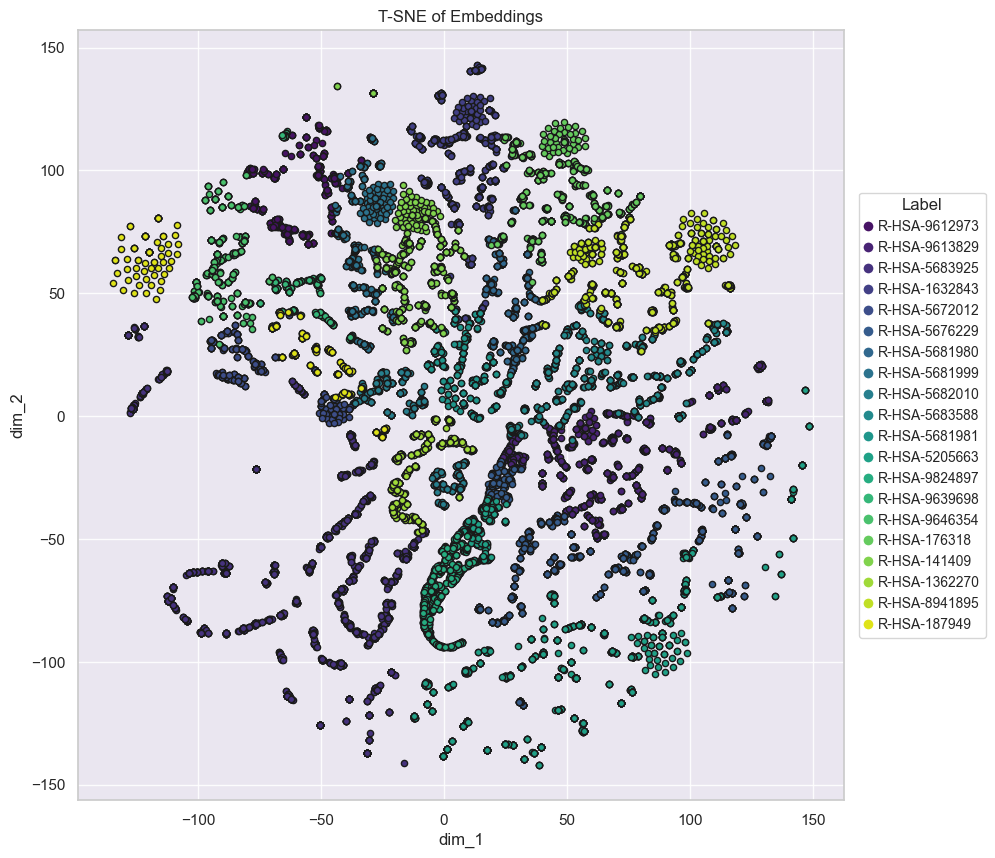 T-SNE of Embeddings
150
100
50
0
−50
−100
−150
dim_2
−100
−50
0
50
100
150
dim_1
Label
R-HSA-9612973
R-HSA-9613829
R-HSA-5683925
R-HSA-1632843
R-HSA-5672012
R-HSA-5676229
R-HSA-5681980
R-HSA-5681999
R-HSA-5682010
R-HSA-5683588
R-HSA-5681981
R-HSA-5205663
R-HSA-9824897
R-HSA-9639698
R-HSA-9646354
R-HSA-176318
R-HSA-141409
R-HSA-1362270
R-HSA-8941895
R-HSA-187949